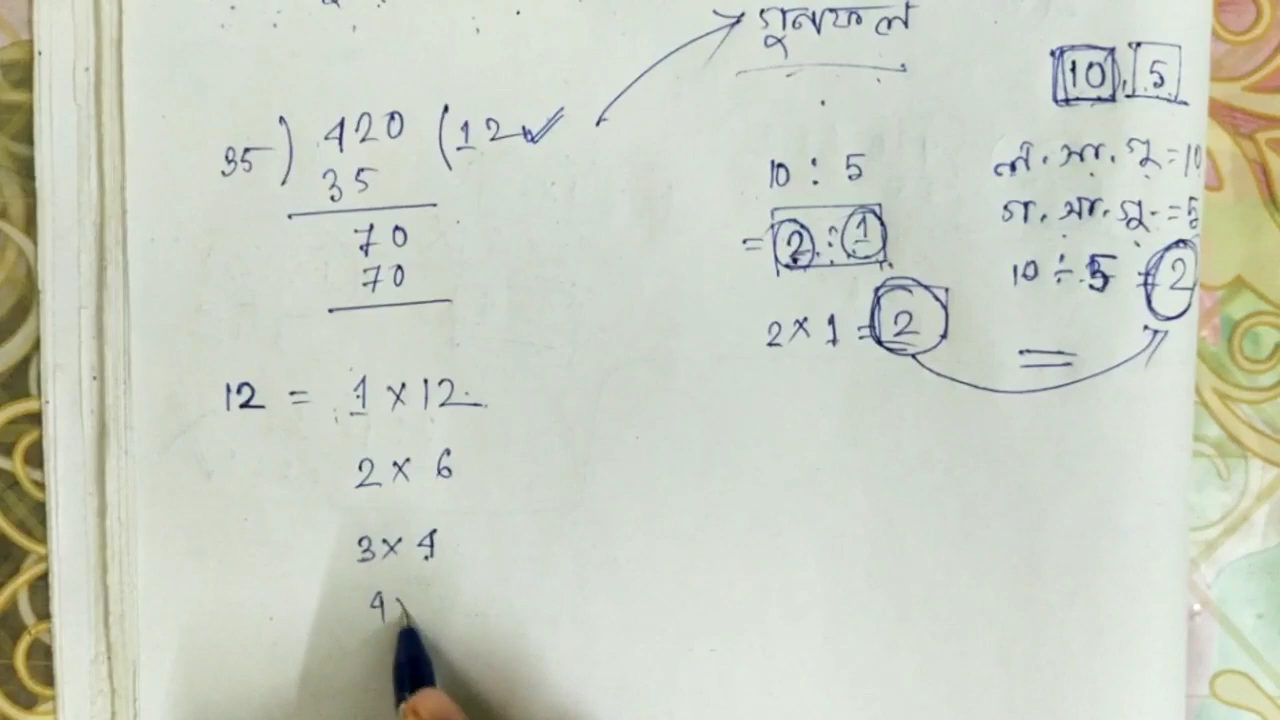 গুনফল
35 ) 420 ( 12
35
70
70
12 = 1 × 12
2 × 6
3 × 4
4 ×
10 : 5
= 2 : 1
2 × 1 = 2
10, 5
ল. সা. গু = 10
গ. সা. গু. = 5
10 ÷ 5 = 2